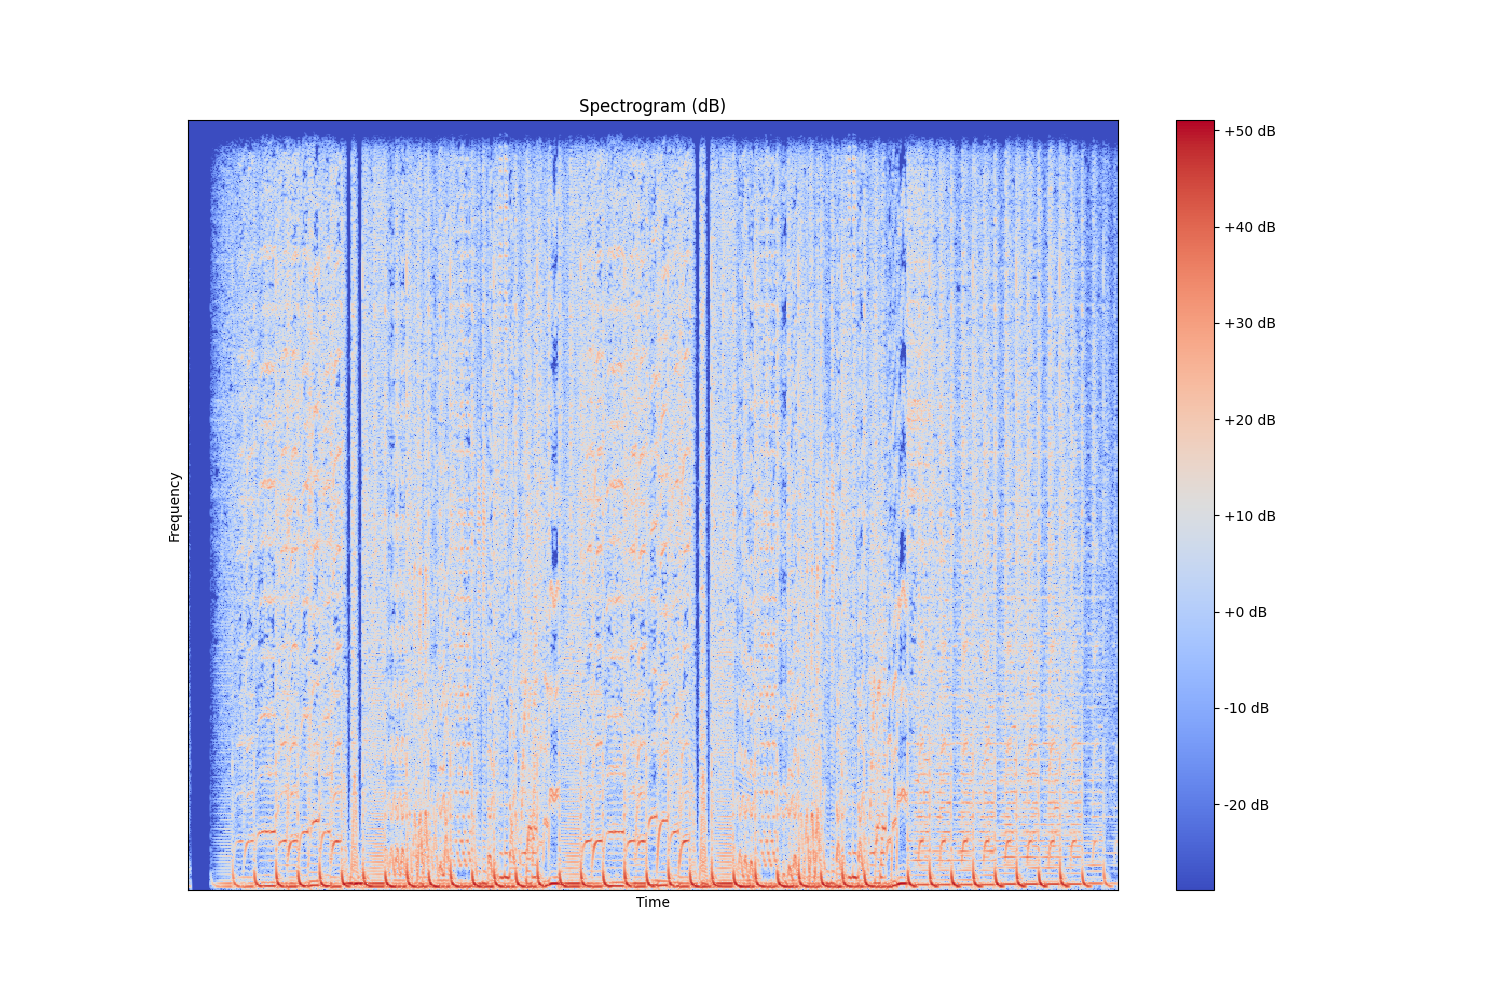 Spectrogram (dB)
Frequency
Time
+50 dB
+40 dB
+30 dB
+20 dB
+10 dB
+0 dB
-10 dB
-20 dB